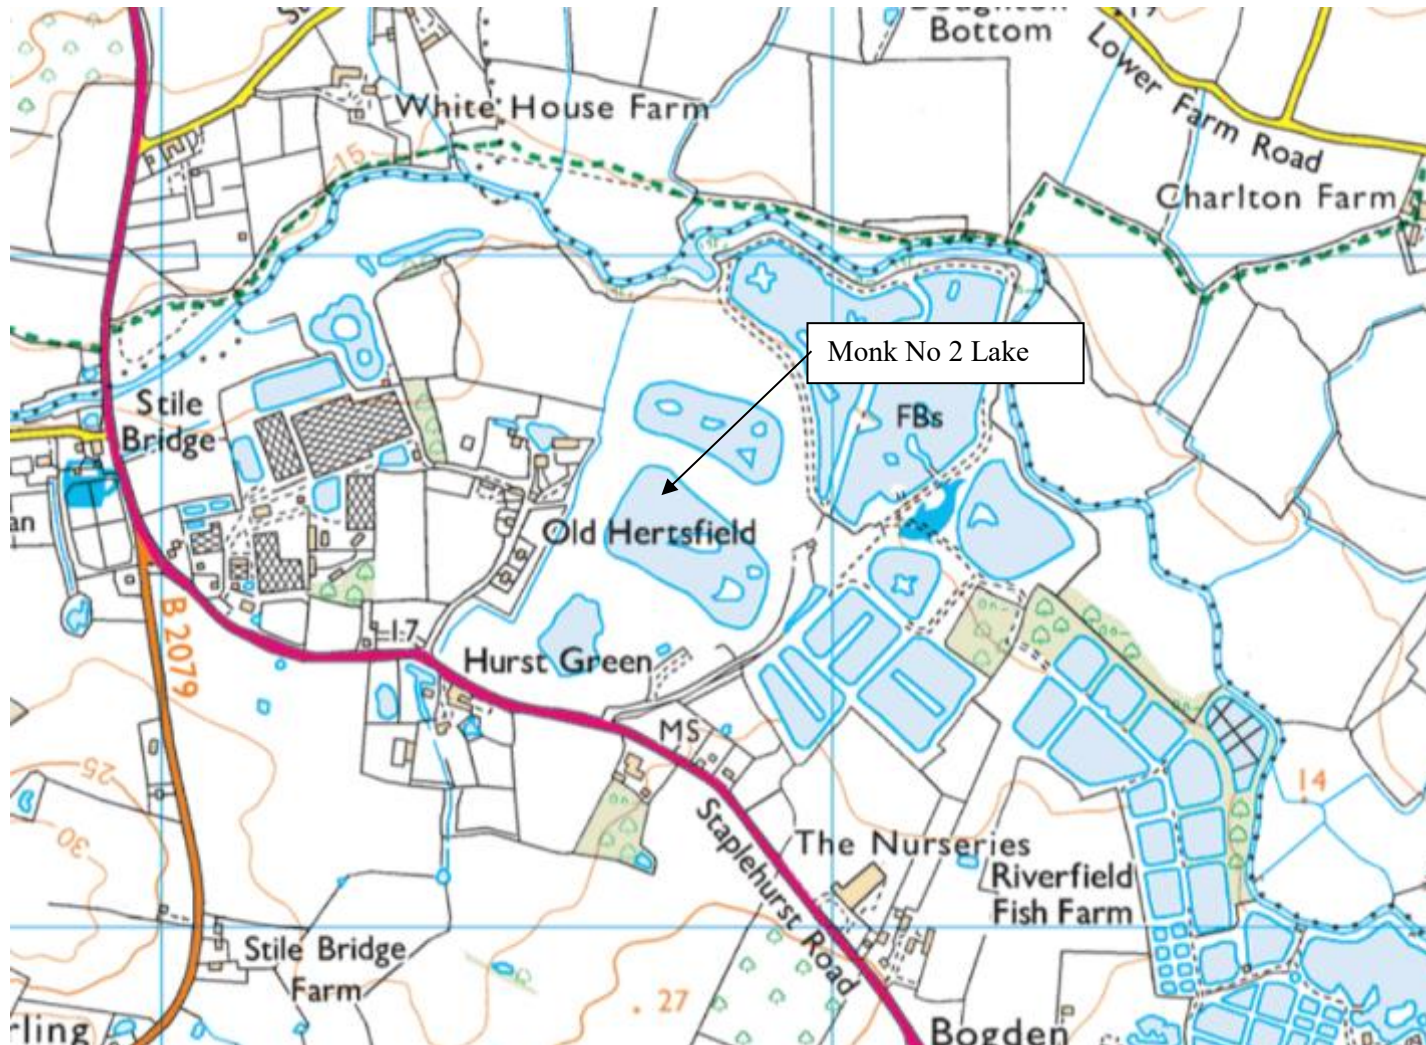 Bottom
Lower Farm Road
White House Farm
15
Charlton Farm
Monk No 2 Lake
Stile
Bridge
FBs
an
Old Hertsfield
B 2079
17
Hurst Green
MS
25
14
30
Staplehurst Road
The Nurseries
Riverfield
Fish Farm
Stile Bridge
Farm
27
rling
Bogden